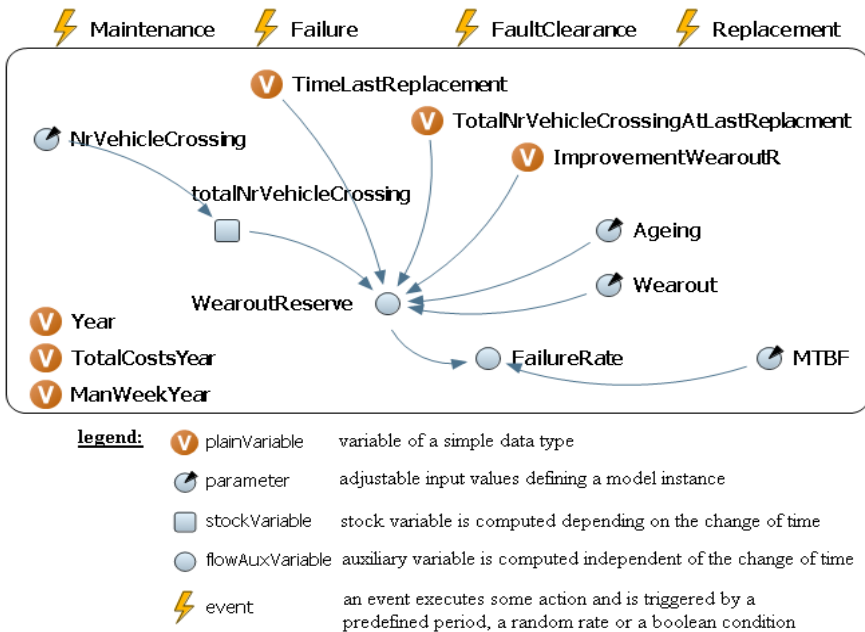 Maintenance Failure FaultClearance Replacement
TimeLastReplacement
TotalNrVehicleCrossingAtLastReplacment
NrVehicleCrossing
ImprovementWearoutR
totalNrVehicleCrossing
Ageing
Wearout
WearoutReserve
Year
TotalCostsYear
FailureRate
MTBF
ManWeekYear
legend:
V plainVariable variable of a simple data type
parameter adjustable input values defining a model instance
stockVariable stock variable is computed depending on the change of time
flowAuxVariable auxiliary variable is computed independent of the change of time
event an event executes some action and is triggered by a
predefined period, a random rate or a boolean condition